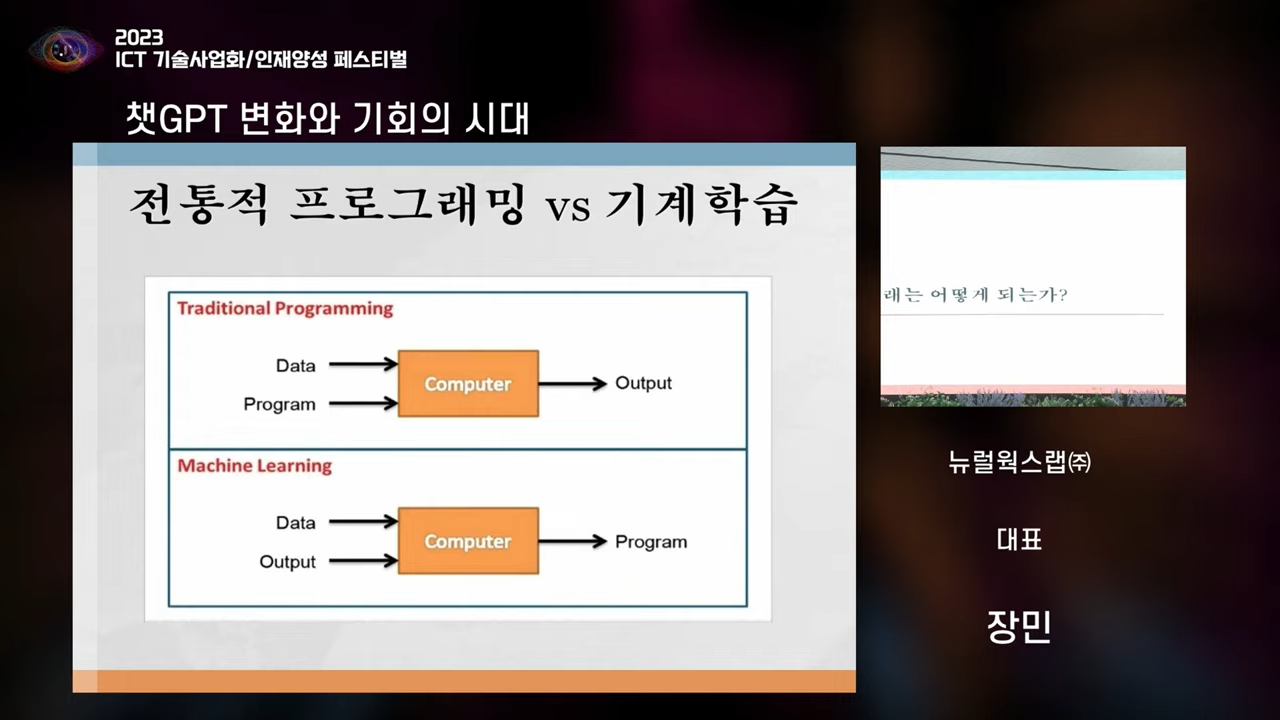 2023
ICT 기술사업화/인재양성 페스티벌
챗GPT 변화와 기회의 시대
전통적 프로그래밍 vs 기계학습
Traditional Programming
Data
Program
Computer
Output
Machine Learning
Data
Output
Computer
Program
래는 어떻게 되는가?
뉴럴웍스랩㈜
대표
장민